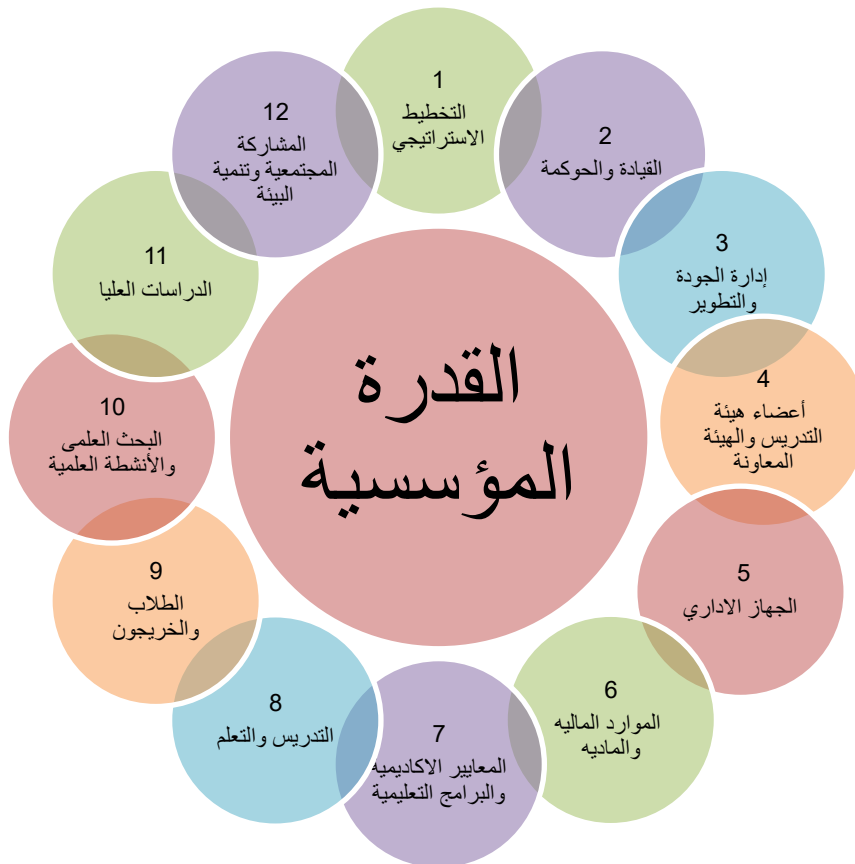 القدرة
المؤسسية
1
التخطيط
الاستراتيجي
2
القيادة والحوكمة
3
إدارة الجودة
والتطوير
4
أعضاء هيئة
التدريس والهيئة
المعاونة
5
الجهاز الاداري
6
الموارد الماليه
والماديه
7
المعايير الاكاديميه
والبرامج التعليمية
8
التدريس والتعلم
9
الطلاب
والخريجون
10
البحث العلمى
والأنشطة العلمية
11
الدراسات العليا
12
المشاركة
المجتمعية وتنمية
البيئة